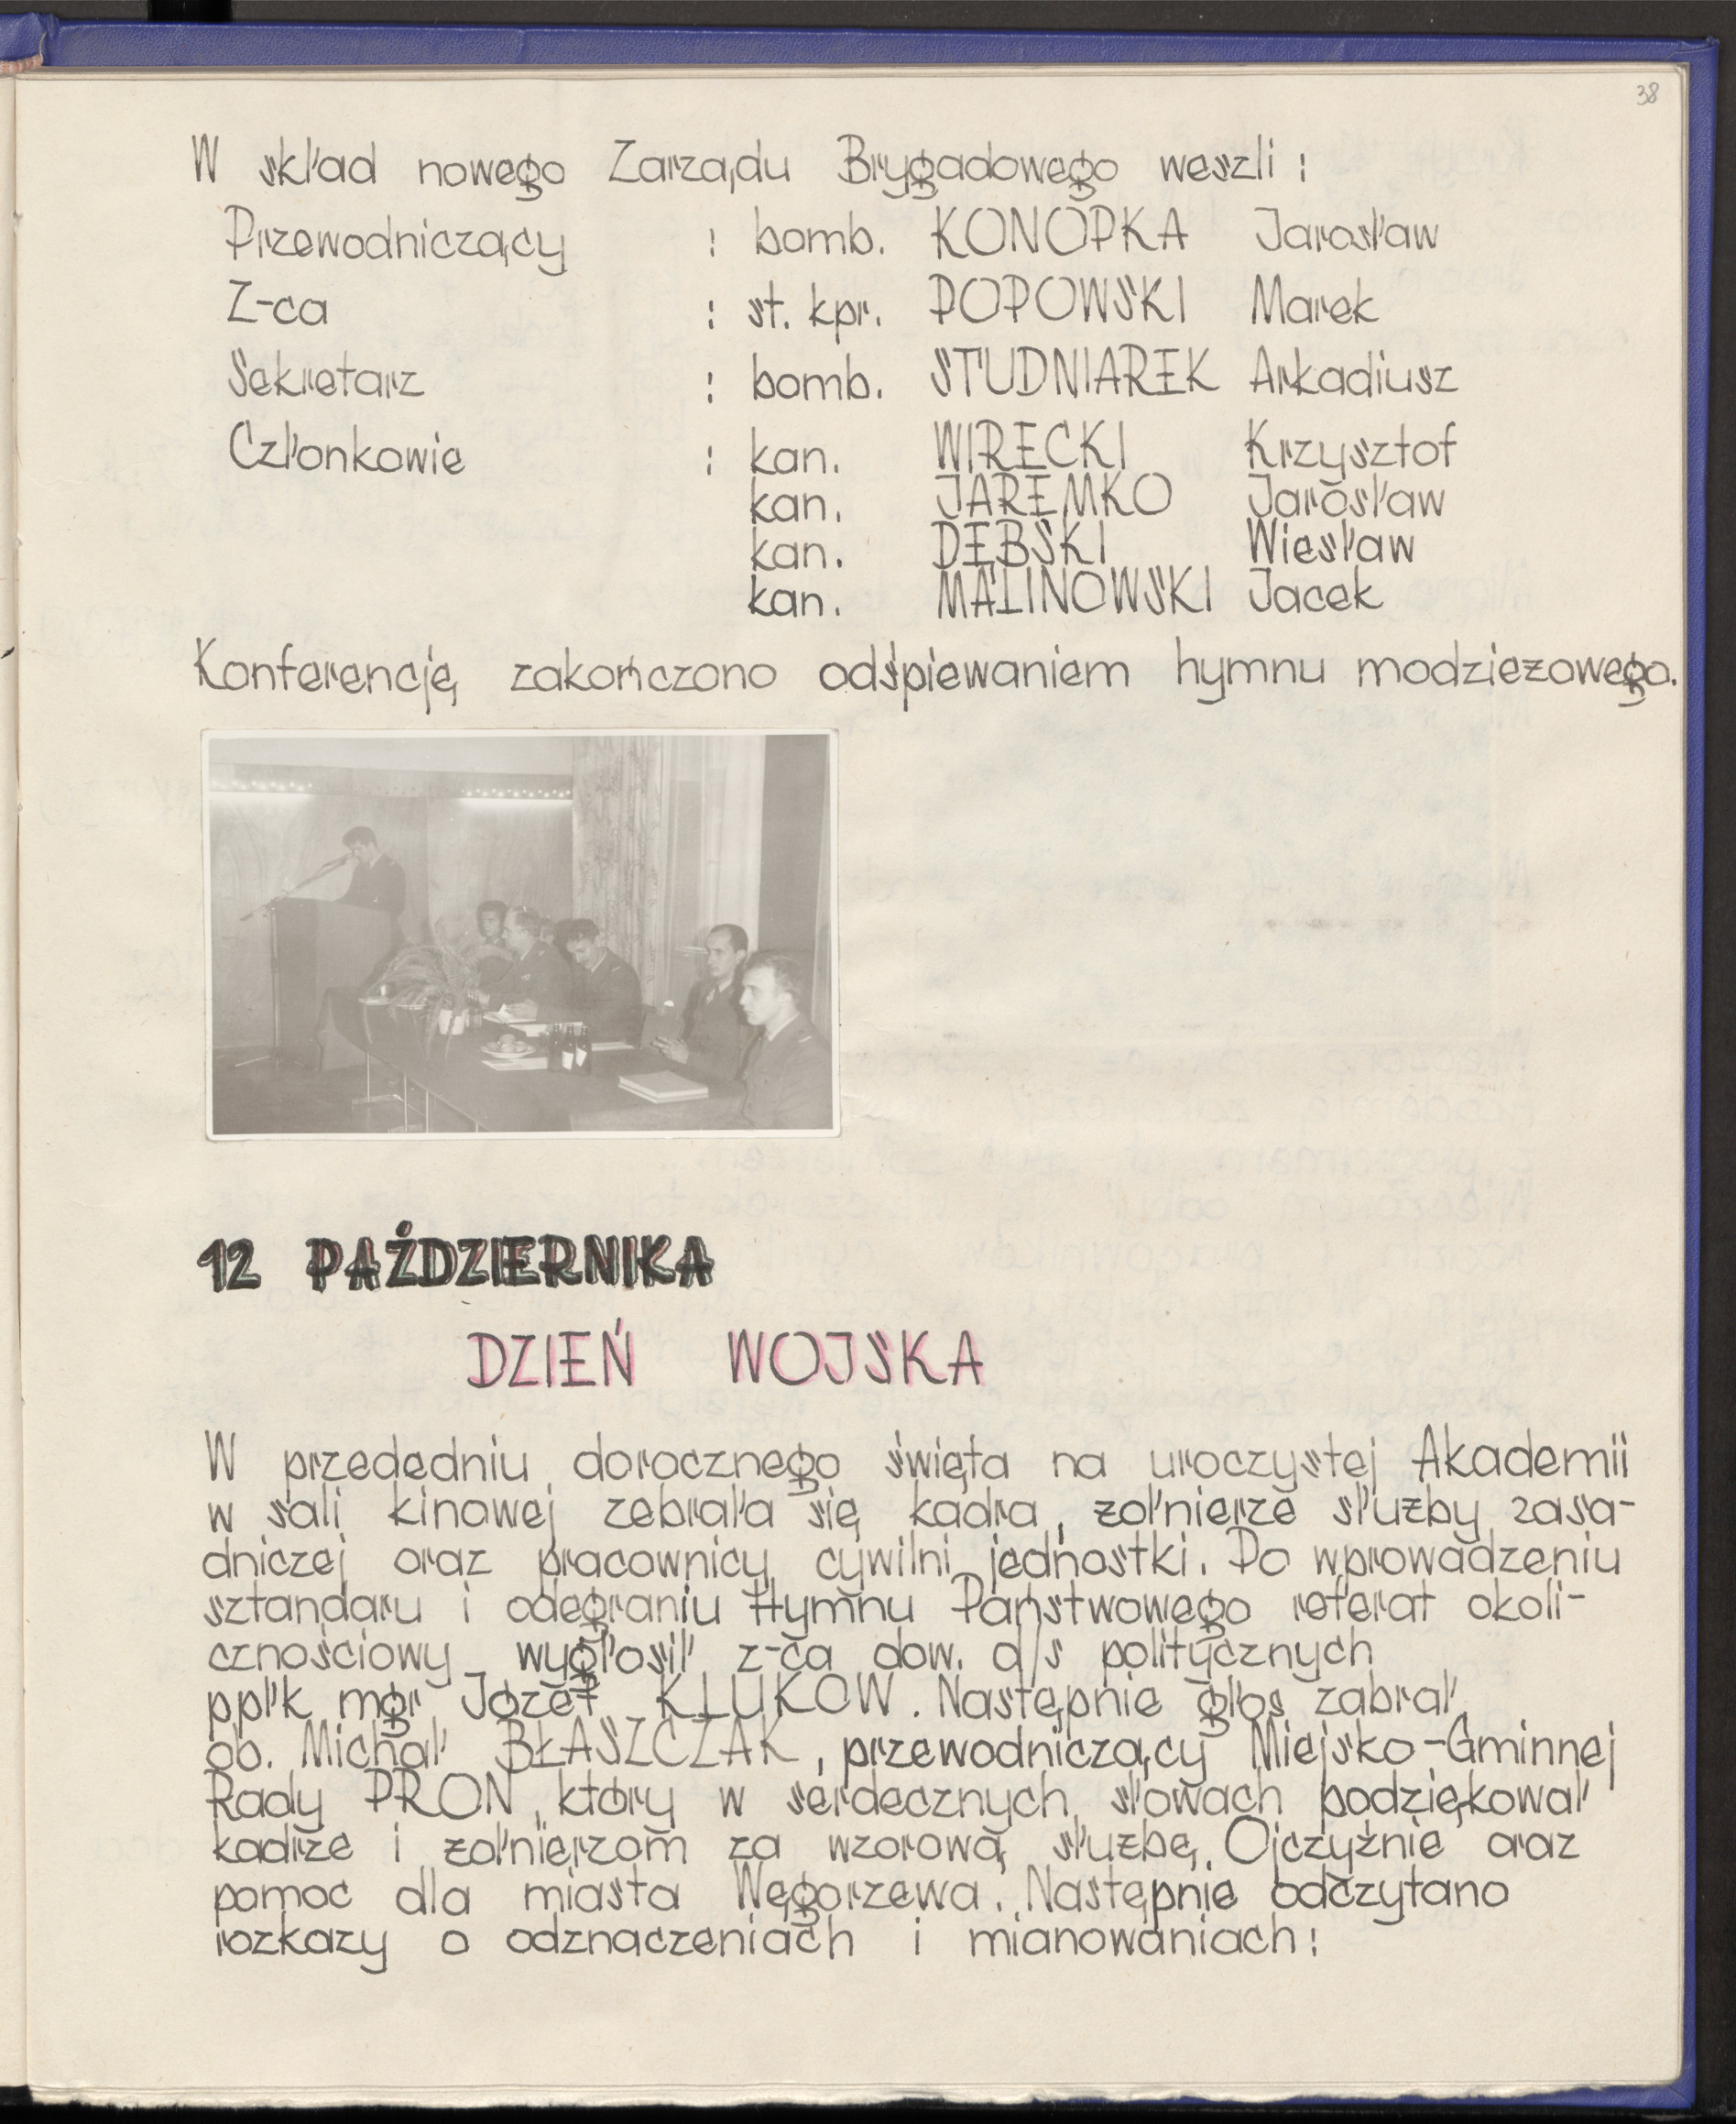 38
W skład nowego Zarządu Brygadowego weszli :
Przewodniczący : bomb. KONOPKA Jarosław
Z-ca : st. kpr. POPOWSKI Marek
Sekretarz : bomb. STUDNIAREK Arkadiusz
Członkowie : kan. WIRECKI Krzysztof
kan. JAREMKO Jarosław
kan. DĘBSKI Wiesław
kan. MALINOWSKI Jacek
Konferencję zakończono odśpiewaniem hymnu modzieżowego.
12 PAŹDZIERNIKA
DZIEŃ WOJSKA
W przededniu dorocznego święta na uroczystej Akademii
w sali kinowej zebrała się kadra, żołnierze służby zasa-
dniczej oraz pracownicy cywilni jednostki. Po wprowadzeniu
sztandaru i odegraniu Hymnu Państwowego referat okoli-
cznościowy wygłosił z-ca dow. d/s politycznych
ppłk mgr Józef KLUKOW. Następnie głos zabrał
ob. Michał BŁASZCZAK, przewodniczący Miejsko-Gminnej
Rady PRON, który w serdecznych słowach podziękował
kadrze i żołnierzom za wzorową służbę Ojczyźnie oraz
pomoc dla miasta Węgorzewa. Następnie odczytano
rozkazy o odznaczeniach i mianowaniach: